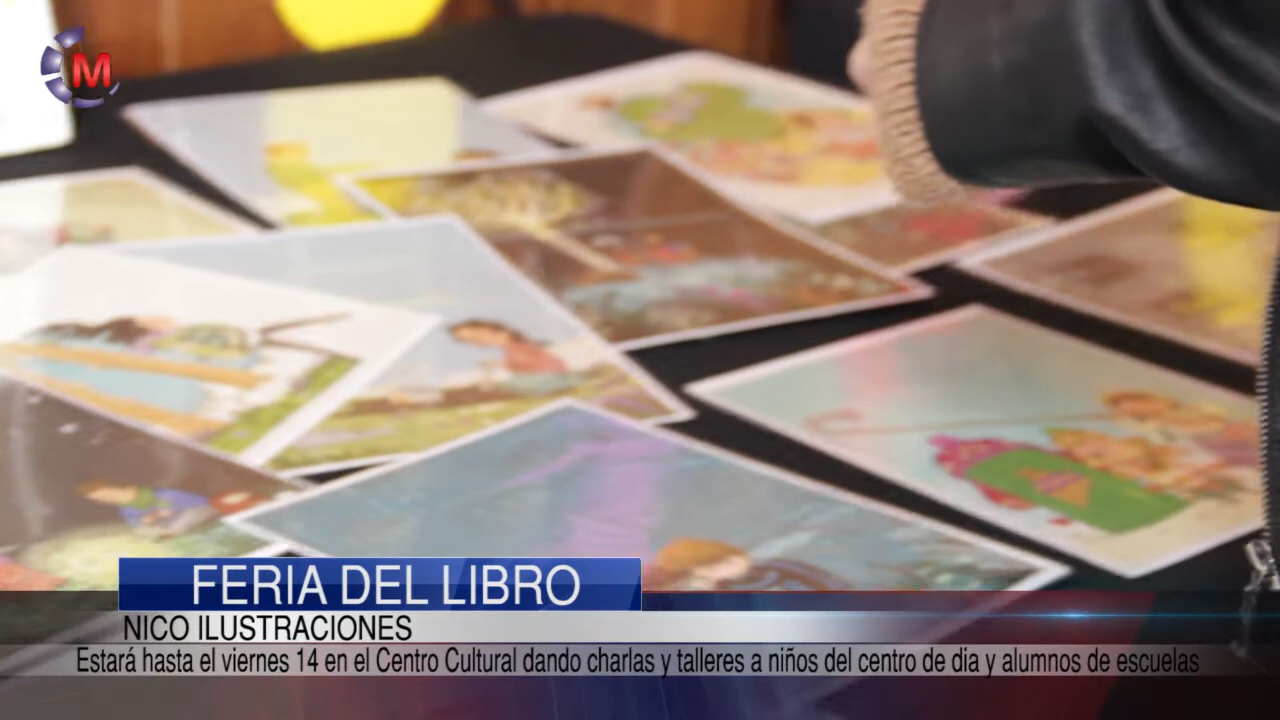 M
FERIA DEL LIBRO
NICO ILUSTRACIONES
Estará hasta el viernes 14 en el Centro Cultural dando charlas y talleres a niños del centro de dia y alumnos de escuelas